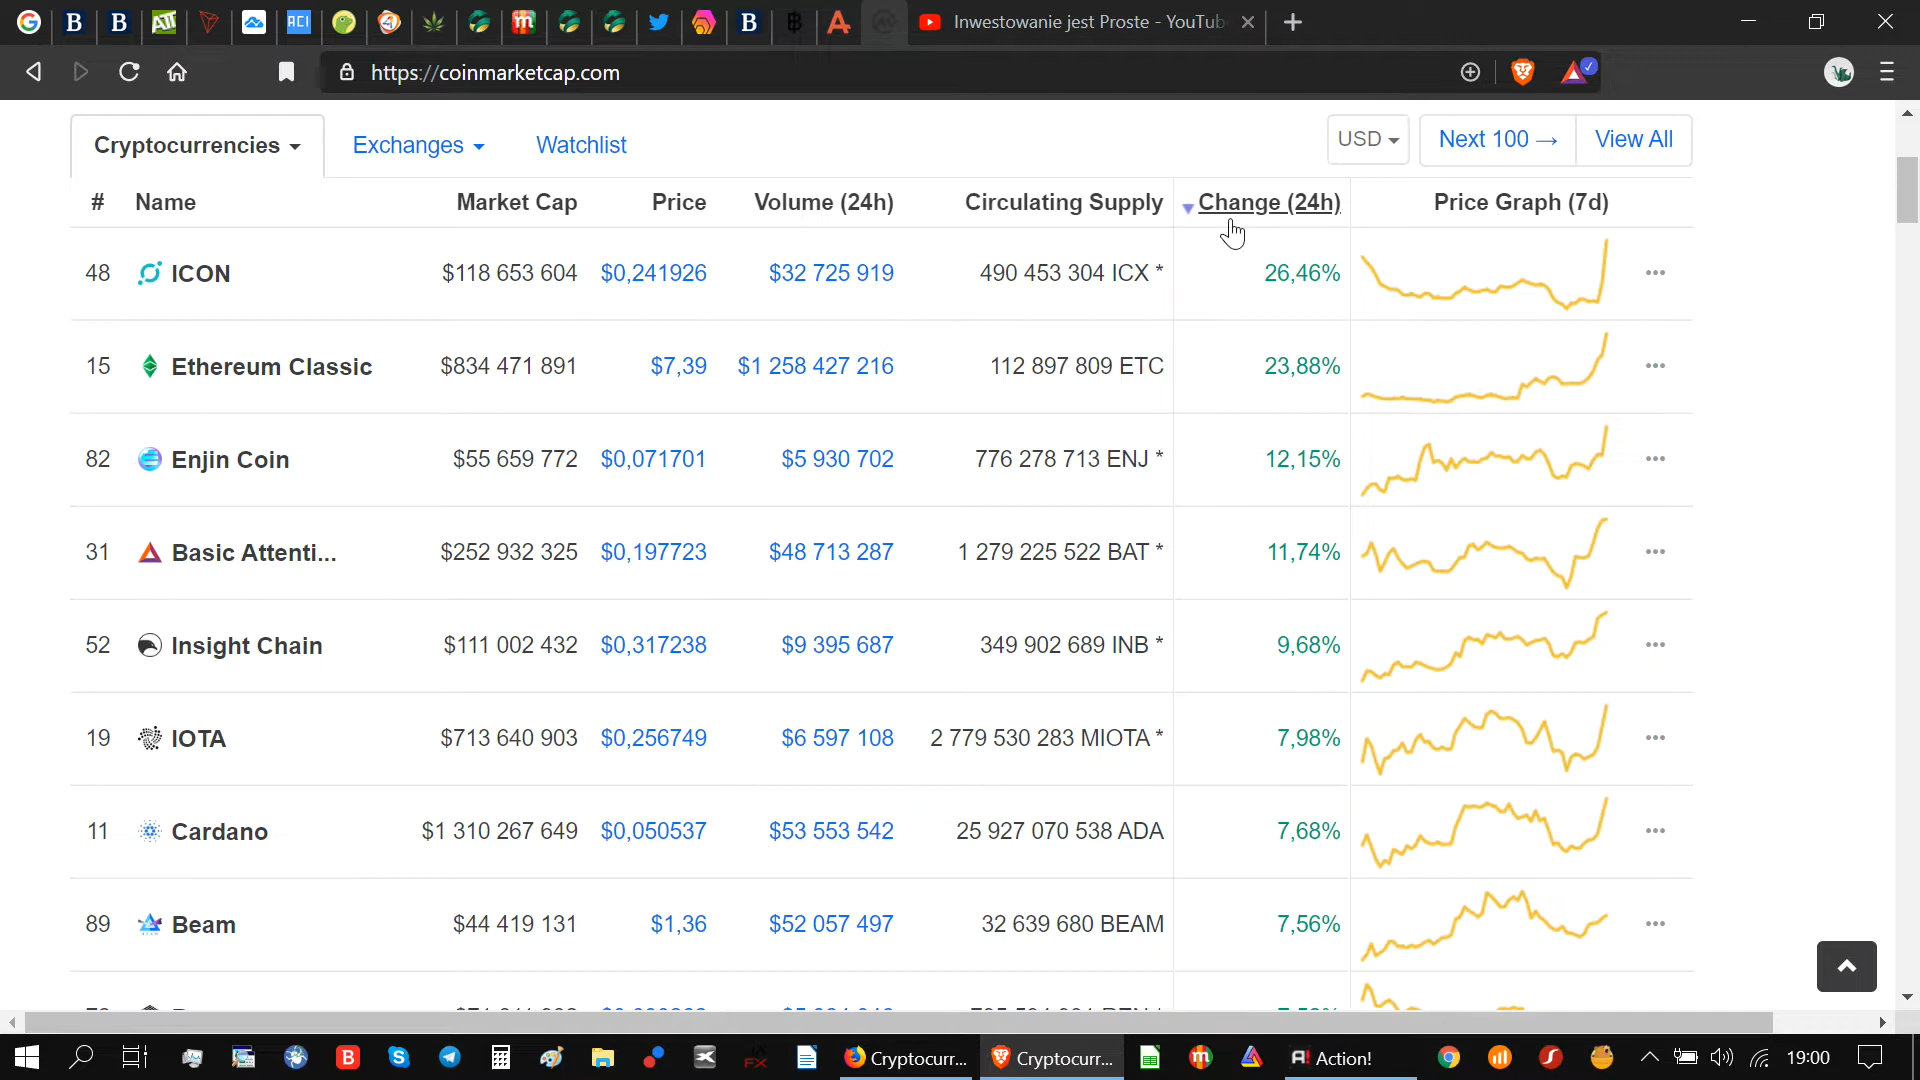 Inwestowanie jest Proste - YouTub
https://coinmarketcap.com
Cryptocurrencies Exchanges Watchlist USD Next 100 → View All
# Name Market Cap Price Volume (24h) Circulating Supply Change (24h) Price Graph (7d)
48 ICON $118 653 604 $0,241926 $32 725 919 490 453 304 ICX * 26,46%
15 Ethereum Classic $834 471 891 $7,39 $1 258 427 216 112 897 809 ETC 23,88%
82 Enjin Coin $55 659 772 $0,071701 $5 930 702 776 278 713 ENJ * 12,15%
31 Basic Attenti... $252 932 325 $0,197723 $48 713 287 1 279 225 522 BAT * 11,74%
52 Insight Chain $111 002 432 $0,317238 $9 395 687 349 902 689 INB * 9,68%
19 IOTA $713 640 903 $0,256749 $6 597 108 2 779 530 283 MIOTA * 7,98%
11 Cardano $1 310 267 649 $0,050537 $53 553 542 25 927 070 538 ADA 7,68%
89 Beam $44 419 131 $1,36 $52 057 497 32 639 680 BEAM 7,56%
Cryptocurr... Cryptocurr... Action! 19:00